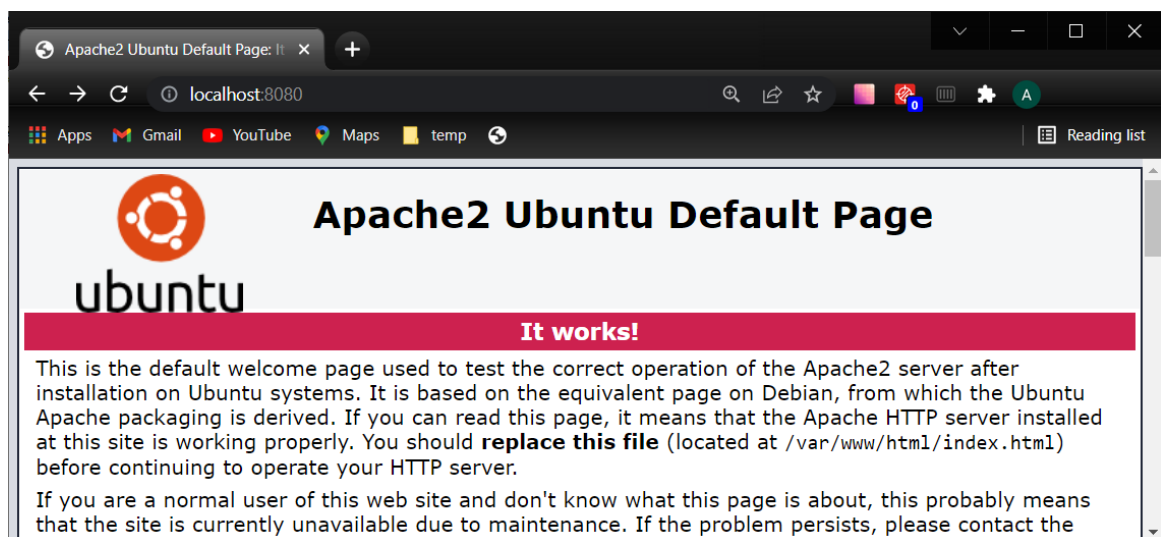 Apache2 Ubuntu Default Page: It
localhost:8080
0
A
Apps Gmail YouTube Maps temp Reading list
ubuntu
Apache2 Ubuntu Default Page
It works!
This is the default welcome page used to test the correct operation of the Apache2 server after
installation on Ubuntu systems. It is based on the equivalent page on Debian, from which the Ubuntu
Apache packaging is derived. If you can read this page, it means that the Apache HTTP server installed
at this site is working properly. You should replace this file (located at /var/www/html/index.html)
before continuing to operate your HTTP server.
If you are a normal user of this web site and don't know what this page is about, this probably means
that the site is currently unavailable due to maintenance. If the problem persists, please contact the